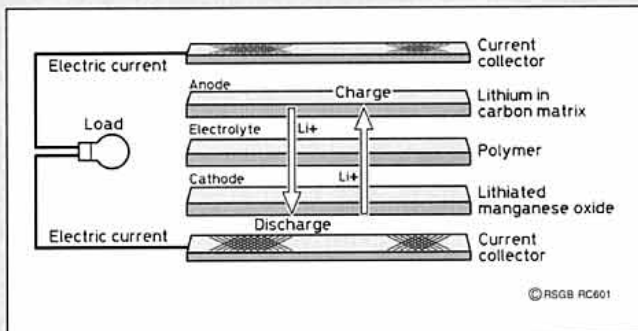 Electric current
Current
collector
Anode
Charge
Lithium in
carbon matrix
Load
Electrolyte
Li+
Polymer
Cathode
Li+
Lithiated
manganese oxide
Discharge
Electric current
Current
collector
©RSGB RC601